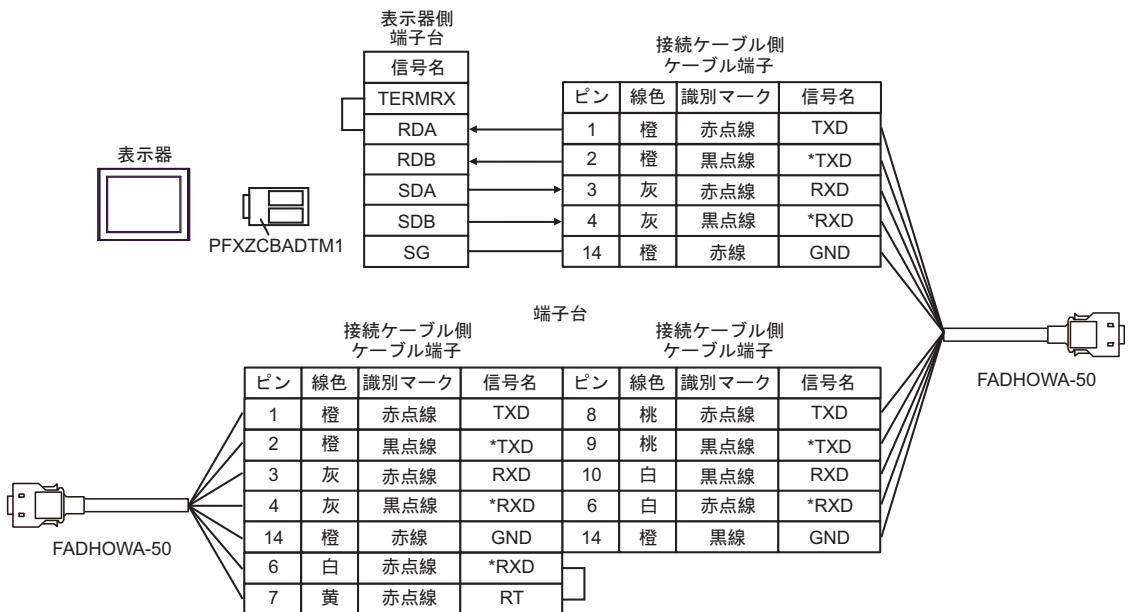 表示器側
端子台
信号名
TERMRX
RDA
RDB
SDA
SDB
SG
表示器
PFXZCBADTM1
接続ケーブル側
ケーブル端子
ピン 線色 識別マーク 信号名
1 橙 赤点線 TXD
2 橙 黒点線 *TXD
3 灰 赤点線 RXD
4 灰 黒点線 *RXD
14 橙 赤線 GND
FADHOWA-50
端子台
接続ケーブル側
ケーブル端子
ピン 線色 識別マーク 信号名
1 橙 赤点線 TXD
2 橙 黒点線 *TXD
3 灰 赤点線 RXD
4 灰 黒点線 *RXD
14 橙 赤線 GND
6 白 赤点線 *RXD
7 黄 赤点線 RT
FADHOWA-50
接続ケーブル側
ケーブル端子
ピン 線色 識別マーク 信号名
8 桃 赤点線 TXD
9 桃 黒点線 *TXD
10 白 黒点線 RXD
6 白 赤点線 *RXD
14 橙 黒線 GND